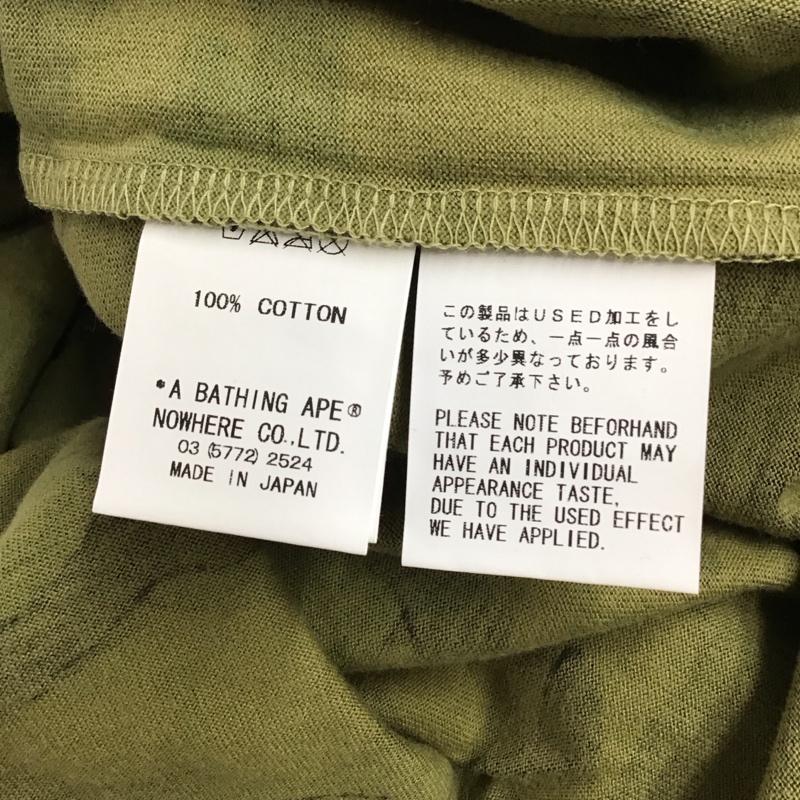 100% COTTON
*A BATHING APE®
NOWHERE CO.,LTD.
03 (5772) 2524
MADE IN JAPAN
この製品はＵＳＥＤ加工をし
ているため、一点一点の風合
いが多少異なっております。
予めご了承下さい。
PLEASE NOTE BEFORHAND
THAT EACH PRODUCT MAY
HAVE AN INDIVIDUAL
APPEARANCE TASTE,
DUE TO THE USED EFFECT
WE HAVE APPLIED.